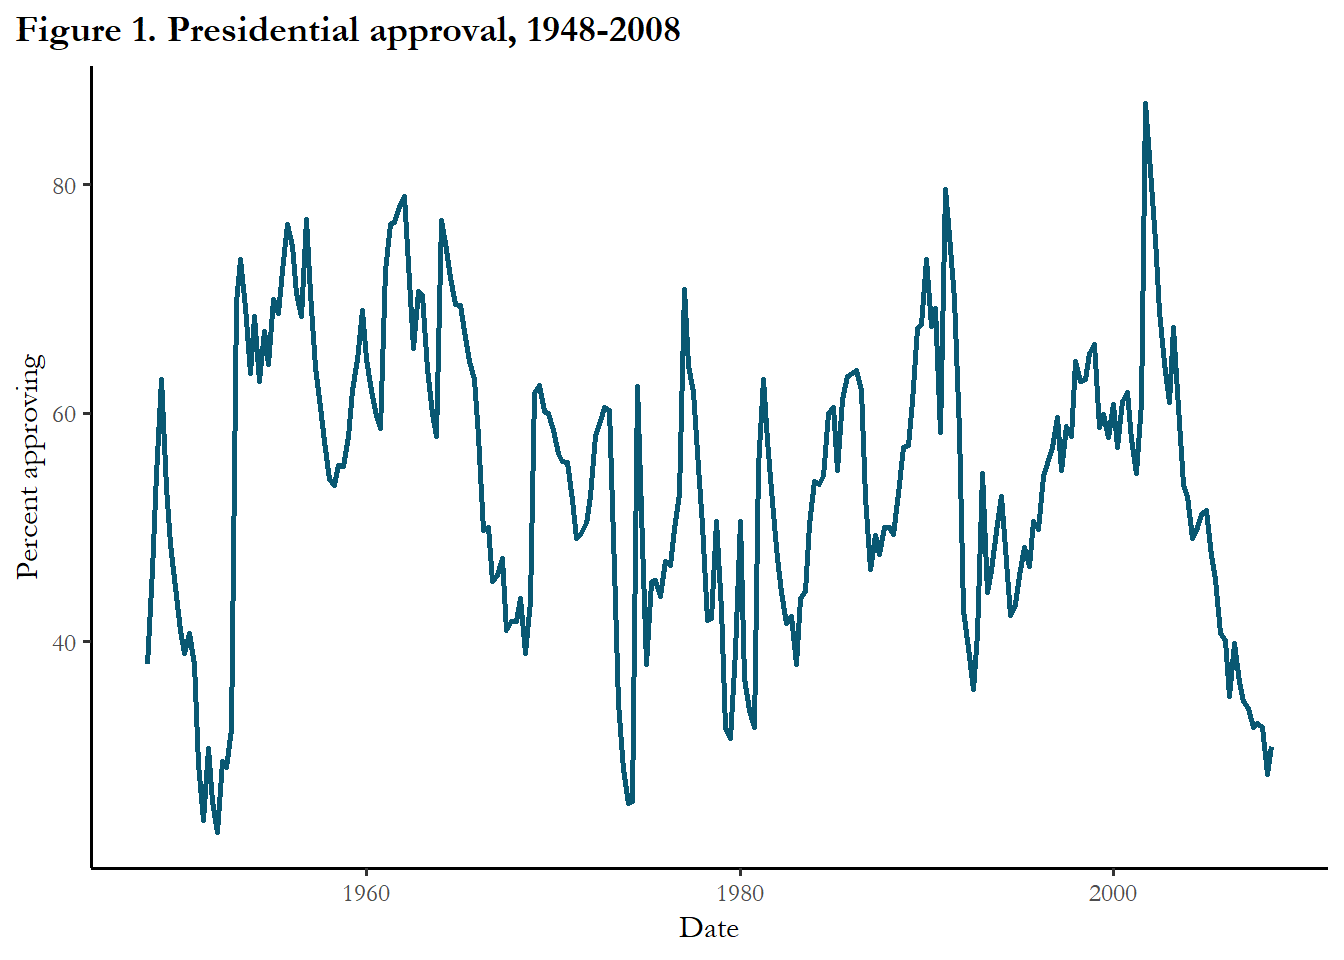 Figure 1. Presidential approval, 1948-2008
Percent approving
80
60
40
1960
1980
2000
Date